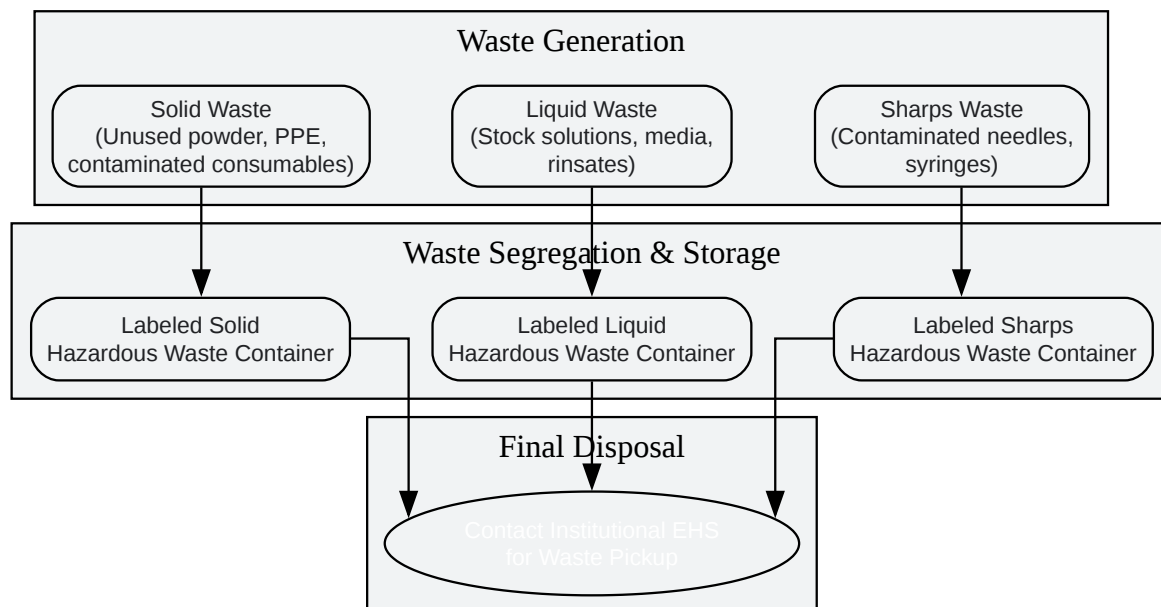 Waste Generation
Solid Waste
(Unused powder, PPE,
contaminated consumables)
Liquid Waste
(Stock solutions, media,
rinsates)
Sharps Waste
(Contaminated needles,
syringes)
Waste Segregation & Storage
Labeled Solid
Hazardous Waste Container
Labeled Liquid
Hazardous Waste Container
Labeled Sharps
Hazardous Waste Container
Final Disposal
Contact Institutional EHS
for Waste Pickup